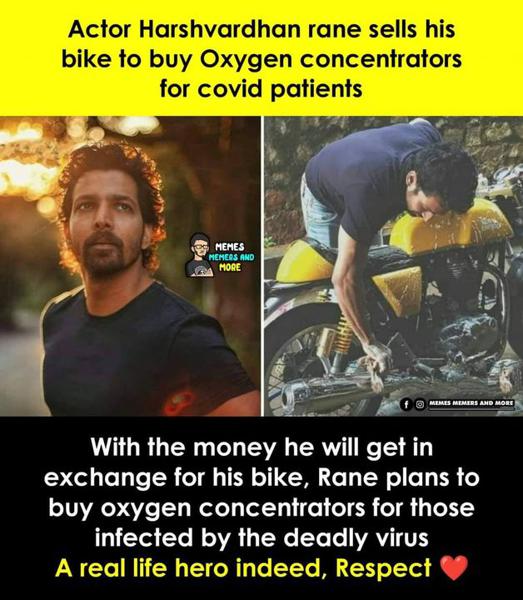 Actor Harshvardhan rane sells his
bike to buy Oxygen concentrators
for covid patients
MEMES
MEMERS AND
MORE
MEMES MEMERS AND MORE
With the money he will get in
exchange for his bike, Rane plans to
buy oxygen concentrators for those
infected by the deadly virus
A real life hero indeed, Respect ❤️